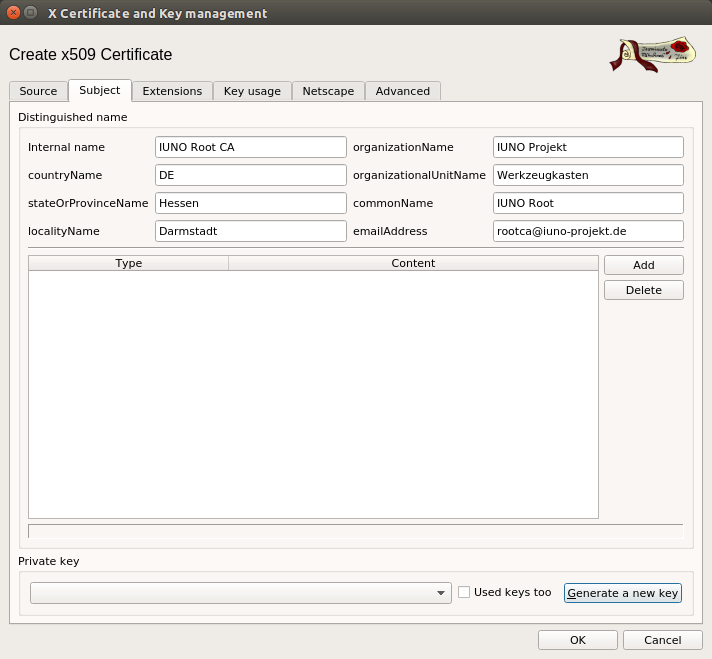 X Certificate and Key management
Create x509 Certificate
Source Subject Extensions Key usage Netscape Advanced
Distinguished name
Internal name IUNO Root CA organizationName IUNO Projekt
countryName DE organizationalUnitName Werkzeugkasten
stateOrProvinceName Hessen commonName IUNO Root
localityName Darmstadt emailAddress rootca@iuno-projekt.de
Type Content Add
Delete
Private key
Used keys too Generate a new key
OK Cancel